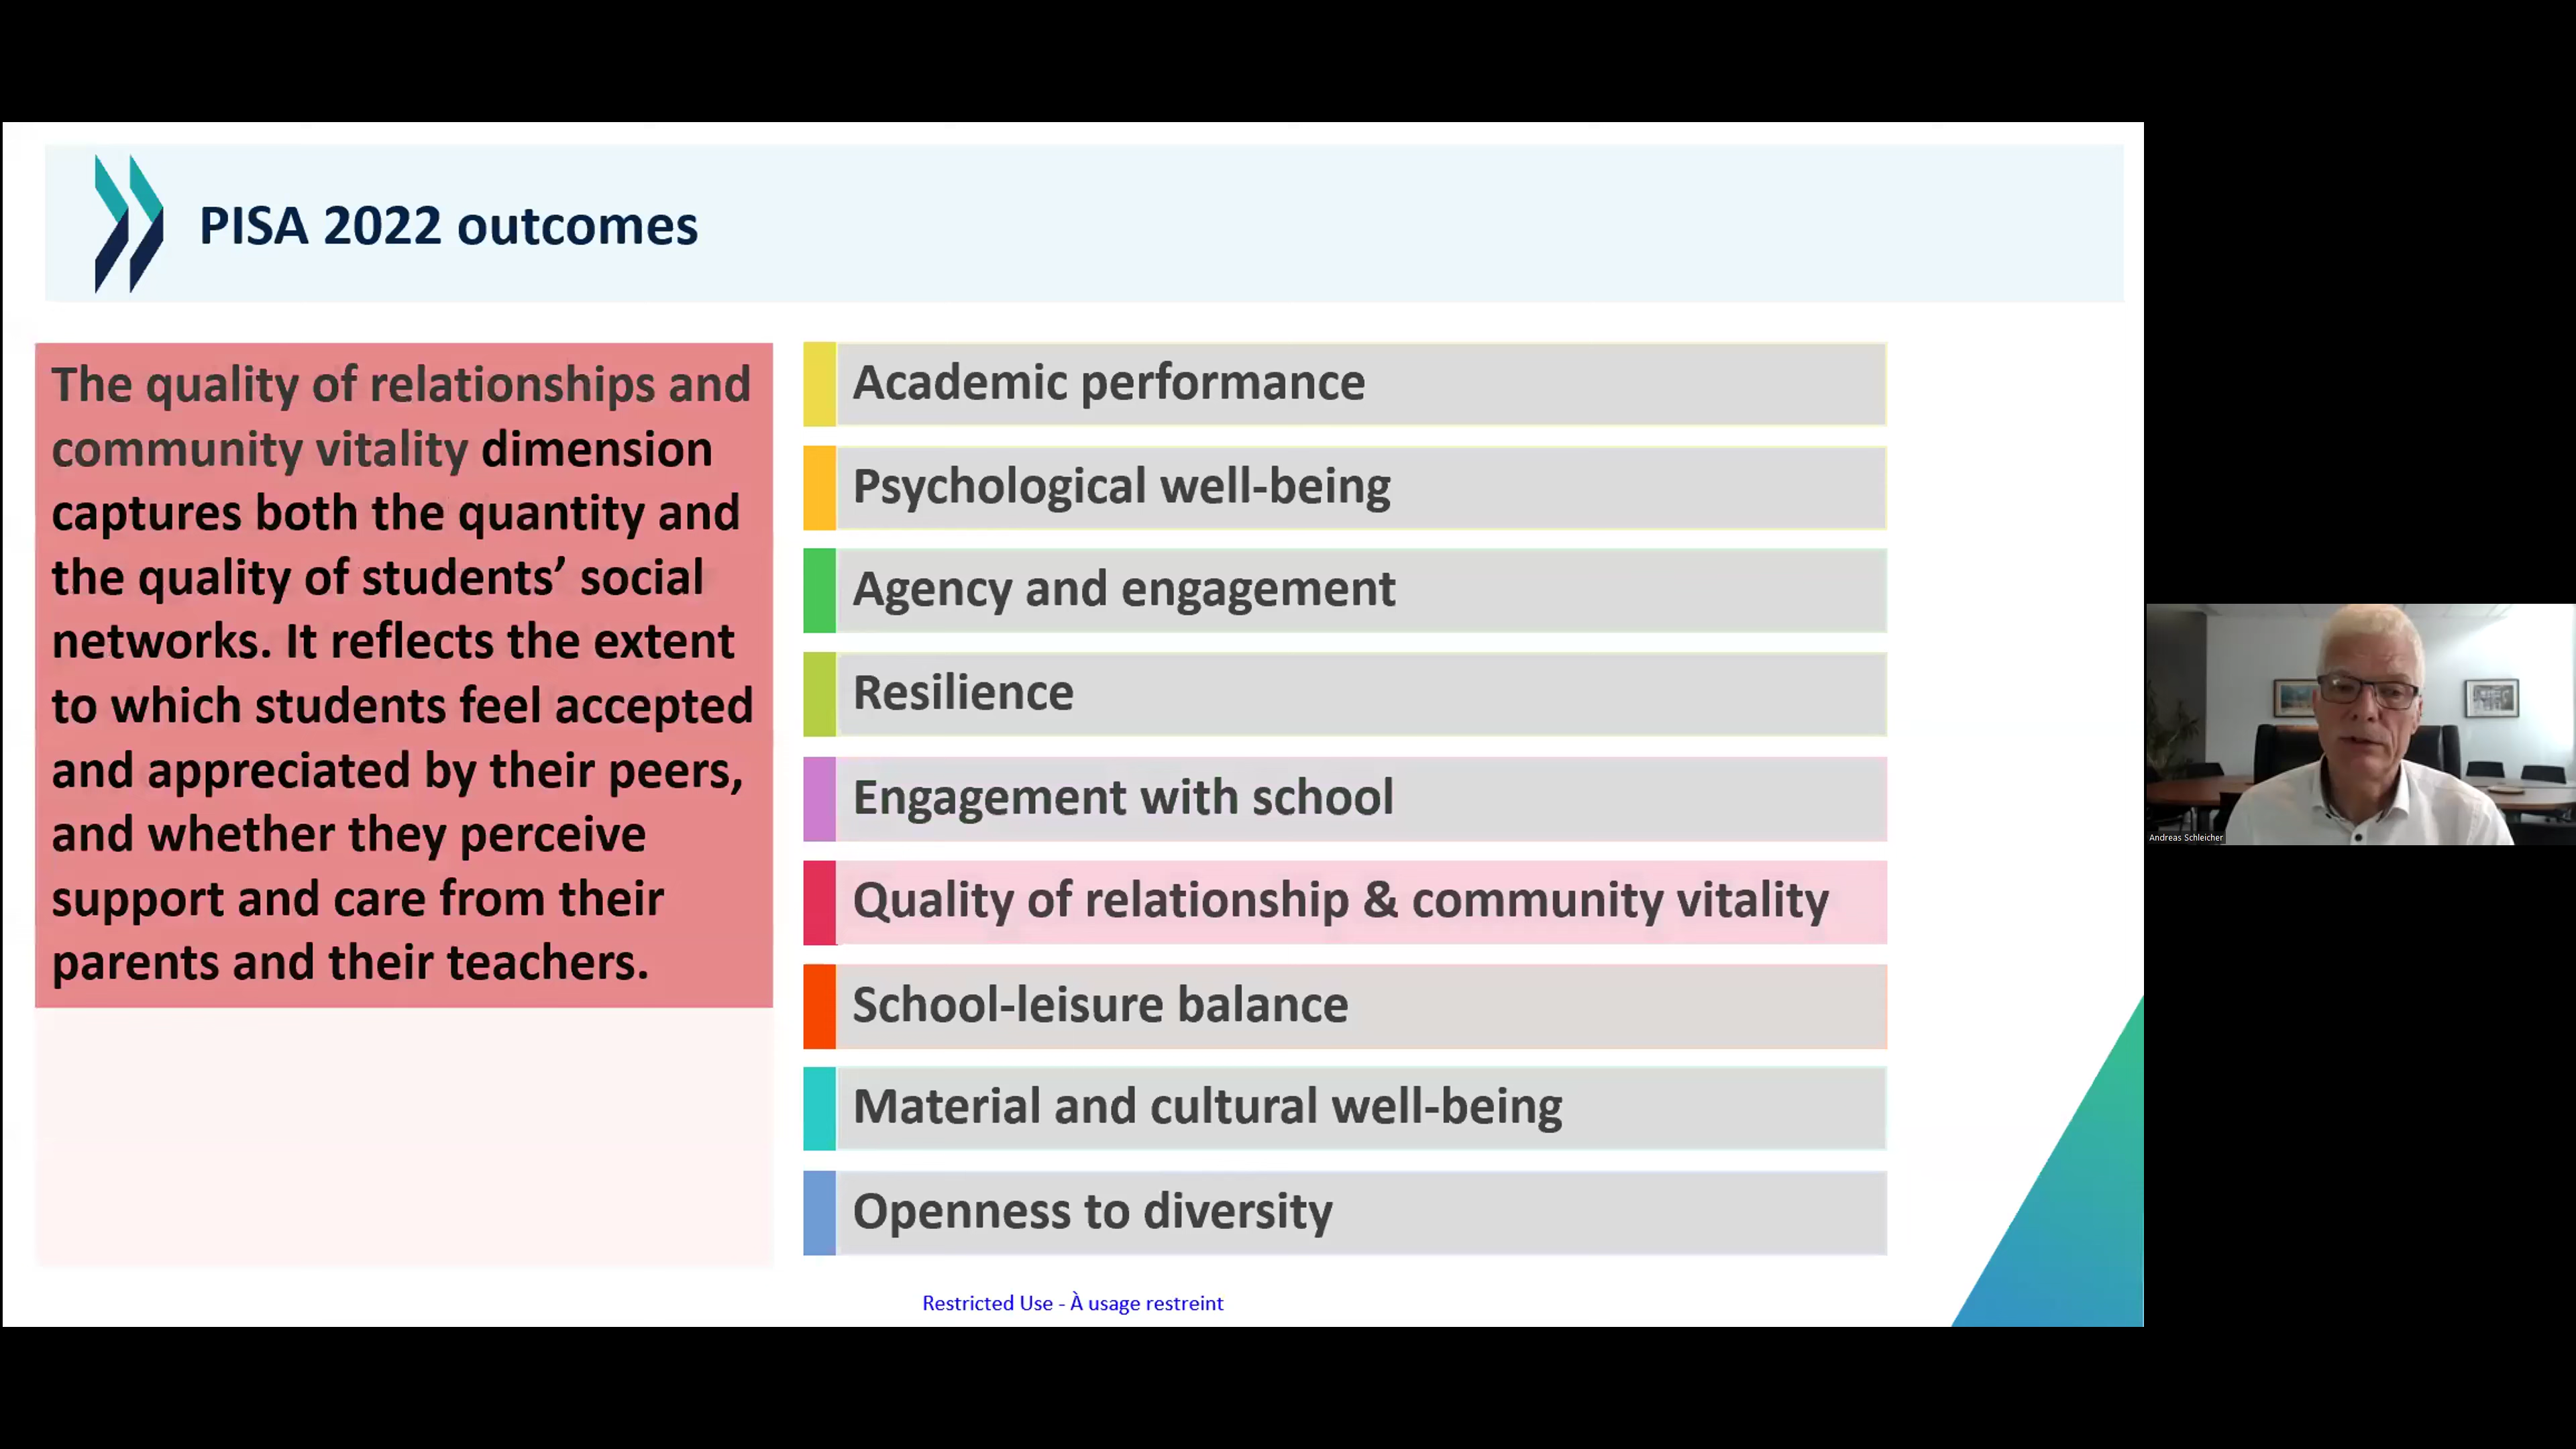 PISA 2022 outcomes
The quality of relationships and
community vitality dimension
captures both the quantity and
the quality of students’ social
networks. It reflects the extent
to which students feel accepted
and appreciated by their peers,
and whether they perceive
support and care from their
parents and their teachers.
Academic performance
Psychological well-being
Agency and engagement
Resilience
Engagement with school
Quality of relationship & community vitality
School-leisure balance
Material and cultural well-being
Openness to diversity
Restricted Use - À usage restreint
Andreas Schleicher